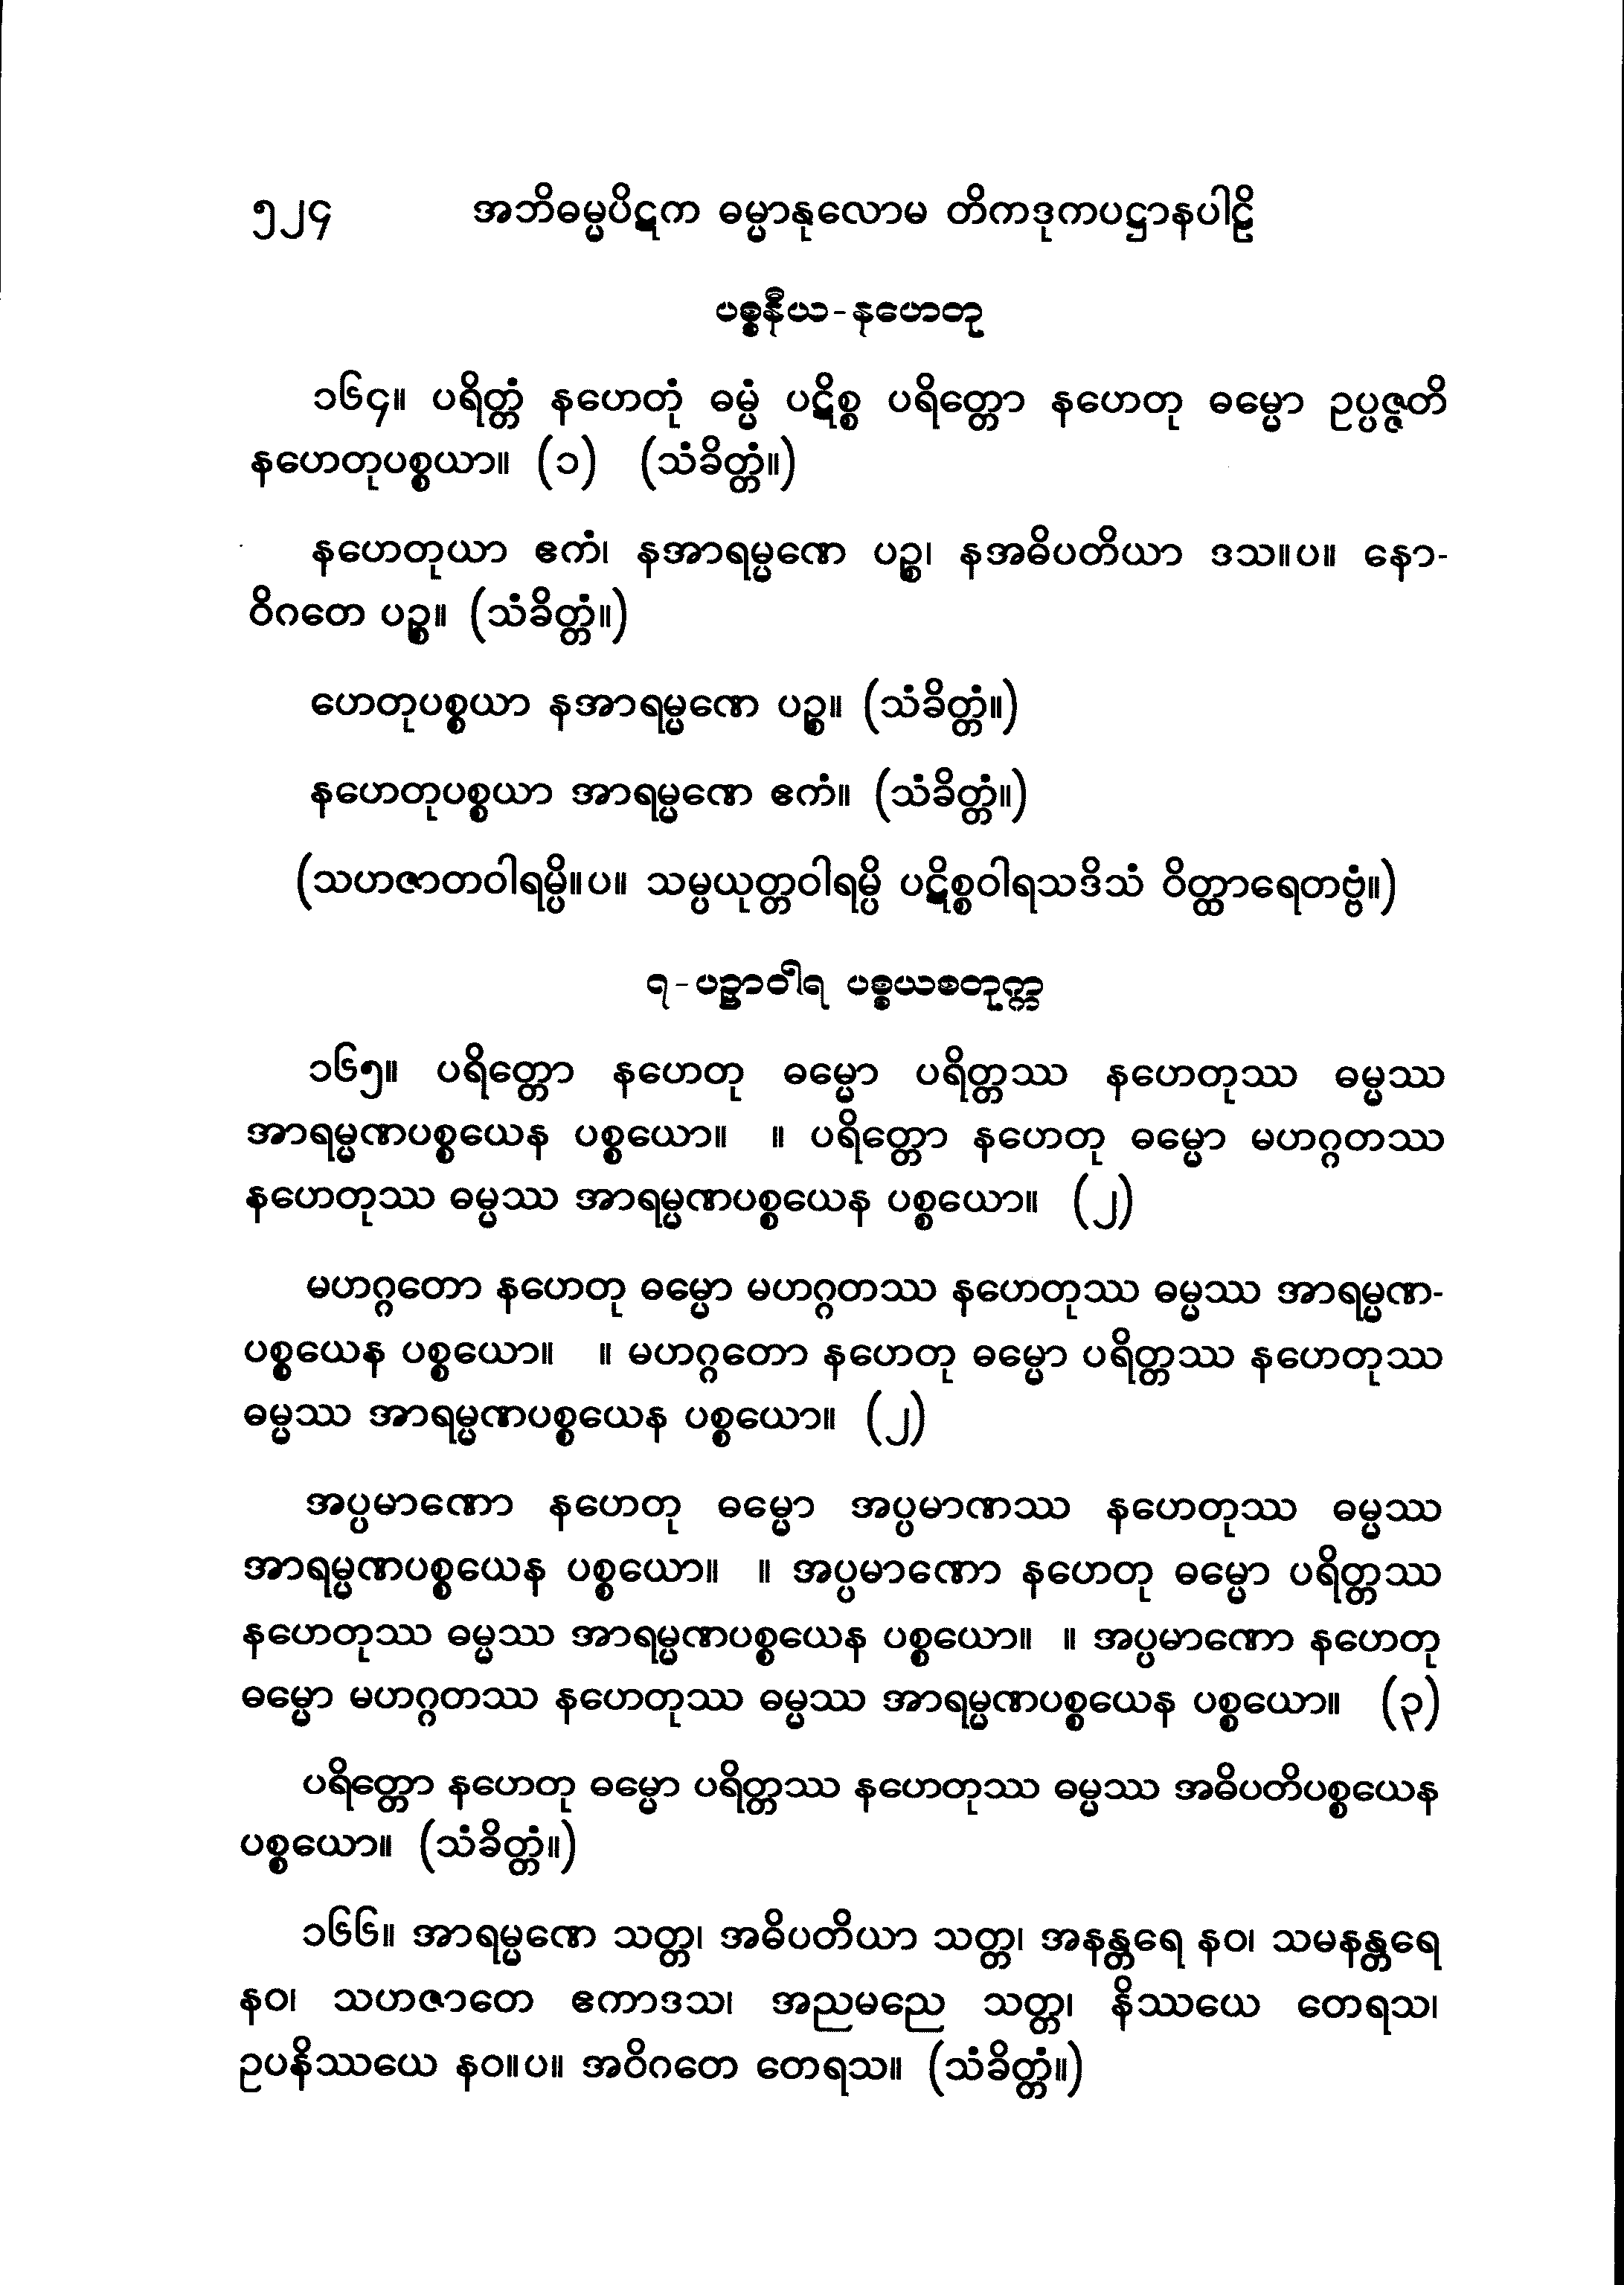 ၅၂၄ အဘိဓမ္မပိဋက ဓမ္မာနုလောမ တိကဒုကပဋ္ဌာနပါဠိ
ပစ္စနီယ-နဟေတု
၁၆၄။ ပရိတ္တံ နဟေတုံ ဓမ္မံ ပဋိစ္စ ပရိတ္တော နဟေတု ဓမ္မော ဥပ္ပဇ္ဇတိ
နဟေတုပစ္စယာ။ (၁) (သံခိတ္တံ။)
နဟေတုယာ ဧကံ၊ နအာရမ္မဏေ ပဉ္စ၊ နအဓိပတိယာ ဒသ။ပ။ နော-
ဝိဂတေ ပဉ္စ။ (သံခိတ္တံ။)
ဟေတုပစ္စယာ နအာရမ္မဏေ ပဉ္စ။ (သံခိတ္တံ။)
နဟေတုပစ္စယာ အာရမ္မဏေ ဧကံ။ (သံခိတ္တံ။)
(သဟဇာတဝါရမ္ပိ။ပ။ သမ္ပယုတ္တဝါရမ္ပိ ပဋိစ္စဝါရသဒိသံ ဝိတ္ထာရေတဗ္ဗံ။)
၇-ပဉှာဝါရ ပစ္စယစတုက္က
၁၆၅။ ပရိတ္တော နဟေတု ဓမ္မော ပရိတ္တဿ နဟေတုဿ ဓမ္မဿ
အာရမ္မဏပစ္စယေန ပစ္စယော။ ။ ပရိတ္တော နဟေတု ဓမ္မော မဟဂ္ဂတဿ
နဟေတုဿ ဓမ္မဿ အာရမ္မဏပစ္စယေန ပစ္စယော။ (၂)
မဟဂ္ဂတော နဟေတု ဓမ္မော မဟဂ္ဂတဿ နဟေတုဿ ဓမ္မဿ အာရမ္မဏ-
ပစ္စယေန ပစ္စယော။ ။ မဟဂ္ဂတော နဟေတု ဓမ္မော ပရိတ္တဿ နဟေတုဿ
ဓမ္မဿ အာရမ္မဏပစ္စယေန ပစ္စယော။ (၂)
အပ္ပမာဏော နဟေတု ဓမ္မော အပ္ပမာဏဿ နဟေတုဿ ဓမ္မဿ
အာရမ္မဏပစ္စယေန ပစ္စယော။ ။ အပ္ပမာဏော နဟေတု ဓမ္မော ပရိတ္တဿ
နဟေတုဿ ဓမ္မဿ အာရမ္မဏပစ္စယေန ပစ္စယော။ ။ အပ္ပမာဏော နဟေတု
ဓမ္မော မဟဂ္ဂတဿ နဟေတုဿ ဓမ္မဿ အာရမ္မဏပစ္စယေန ပစ္စယော။ (၃)
ပရိတ္တော နဟေတု ဓမ္မော ပရိတ္တဿ နဟေတုဿ ဓမ္မဿ အဓိပတိပစ္စယေန
ပစ္စယော။ (သံခိတ္တံ။)
၁၆၆။ အာရမ္မဏေ သတ္တ၊ အဓိပတိယာ သတ္တ၊ အနန္တရေ နဝ၊ သမနန္တရေ
နဝ၊ သဟဇာတေ ဧကာဒသ၊ အညမညေ သတ္တ၊ နိဿယေ တေရသ၊
ဥပနိဿယေ နဝ။ပ။ အဝိဂတေ တေရသ။ (သံခိတ္တံ။)